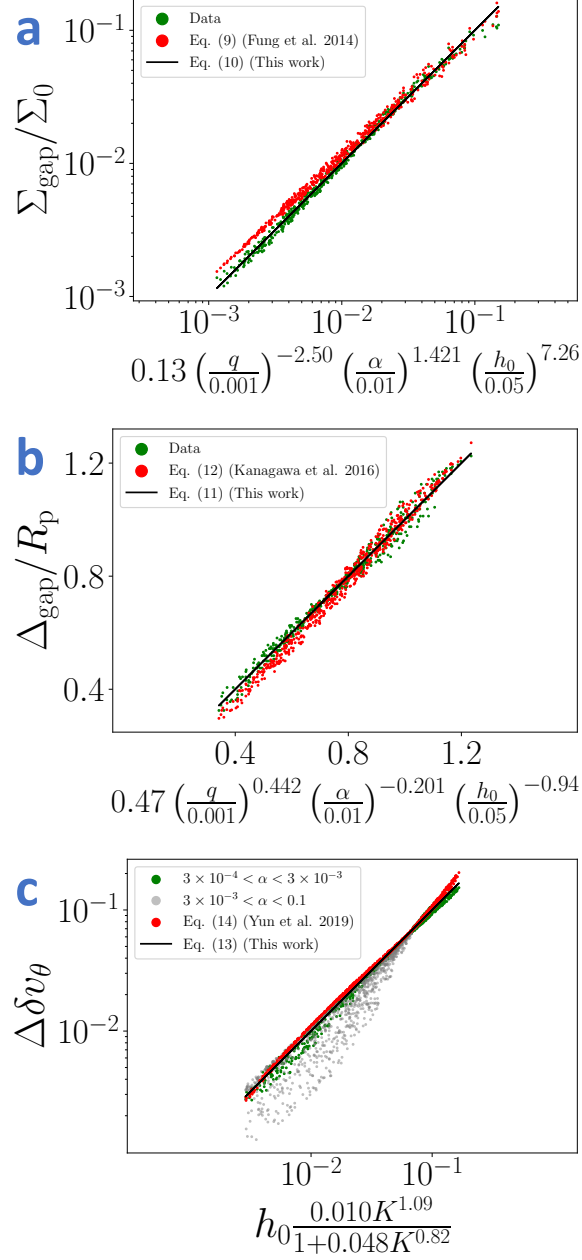 a
Data
Eq. (9) (Fung et al. 2014)
Eq. (10) (This work)
Σ_gap/Σ_0
10^{-1}
10^{-2}
10^{-3}
10^{-3} 10^{-2} 10^{-1}
0.13 (q/0.001)^{-2.50} (α/0.01)^{1.421} (h_0/0.05)^{7.26}
b
Data
Eq. (12) (Kanagawa et al. 2016)
Eq. (11) (This work)
Δ_gap/R_p
1.2
0.8
0.4
0.4 0.8 1.2
0.47 (q/0.001)^{0.442} (α/0.01)^{-0.201} (h_0/0.05)^{-0.94}
c
3 × 10^{-4} < α < 3 × 10^{-3}
3 × 10^{-3} < α < 0.1
Eq. (14) (Yun et al. 2019)
Eq. (13) (This work)
Δδv_θ
10^{-1}
10^{-2}
10^{-2} 10^{-1}
h_0 0.010K^{1.09}/1+0.048K^{0.82}